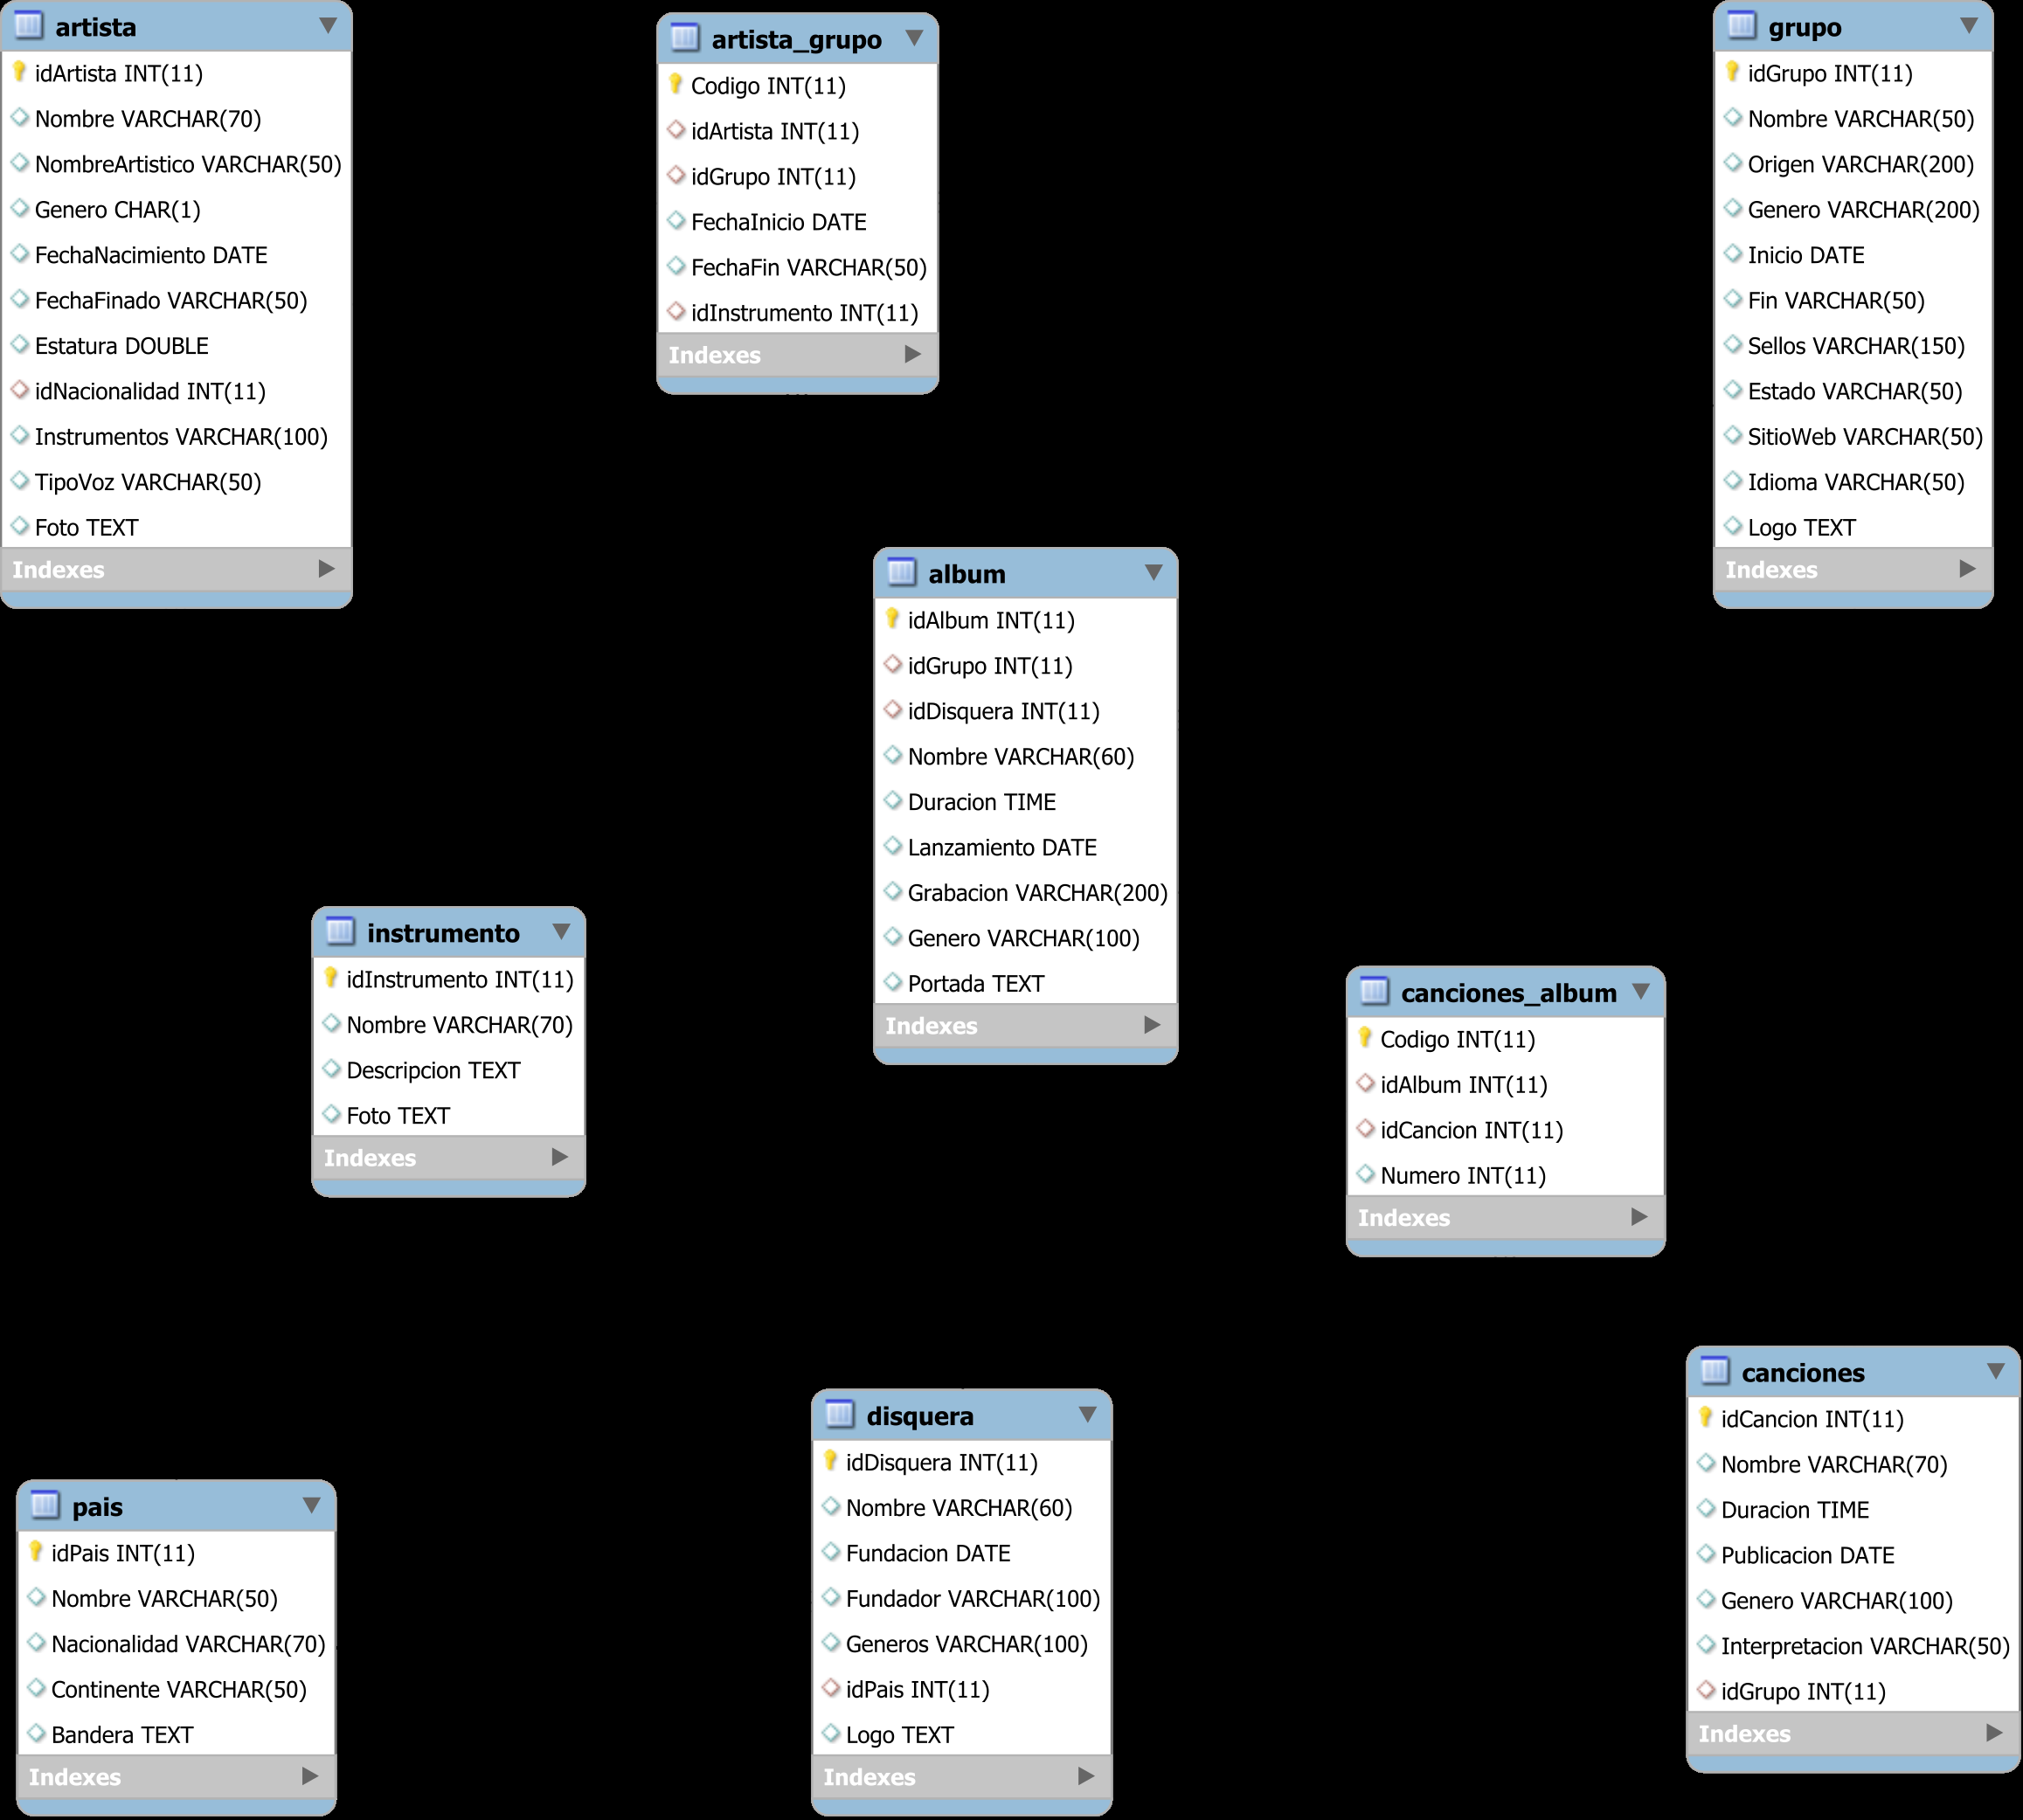 artista
idArtista INT(11)
Nombre VARCHAR(70)
NombreArtistico VARCHAR(50)
Genero CHAR(1)
FechaNacimiento DATE
FechaFinado VARCHAR(50)
Estatura DOUBLE
idNacionalidad INT(11)
Instrumentos VARCHAR(100)
TipoVoz VARCHAR(50)
Foto TEXT
Indexes
artista_grupo
Codigo INT(11)
idArtista INT(11)
idGrupo INT(11)
FechaInicio DATE
FechaFin VARCHAR(50)
idInstrumento INT(11)
Indexes
grupo
idGrupo INT(11)
Nombre VARCHAR(50)
Origen VARCHAR(200)
Genero VARCHAR(200)
Inicio DATE
Fin VARCHAR(50)
Sellos VARCHAR(150)
Estado VARCHAR(50)
SitioWeb VARCHAR(50)
Idioma VARCHAR(50)
Logo TEXT
Indexes
album
idAlbum INT(11)
idGrupo INT(11)
idDisquera INT(11)
Nombre VARCHAR(60)
Duracion TIME
Lanzamiento DATE
Grabacion VARCHAR(200)
Genero VARCHAR(100)
Portada TEXT
Indexes
instrumento
idInstrumento INT(11)
Nombre VARCHAR(70)
Descripcion TEXT
Foto TEXT
Indexes
canciones_album
Codigo INT(11)
idAlbum INT(11)
idCancion INT(11)
Numero INT(11)
Indexes
pais
idPais INT(11)
Nombre VARCHAR(50)
Nacionalidad VARCHAR(70)
Continente VARCHAR(50)
Bandera TEXT
Indexes
disquera
idDisquera INT(11)
Nombre VARCHAR(60)
Fundacion DATE
Fundador VARCHAR(100)
Generos VARCHAR(100)
idPais INT(11)
Logo TEXT
Indexes
canciones
idCancion INT(11)
Nombre VARCHAR(70)
Duracion TIME
Publicacion DATE
Genero VARCHAR(100)
Interpretacion VARCHAR(50)
idGrupo INT(11)
Indexes